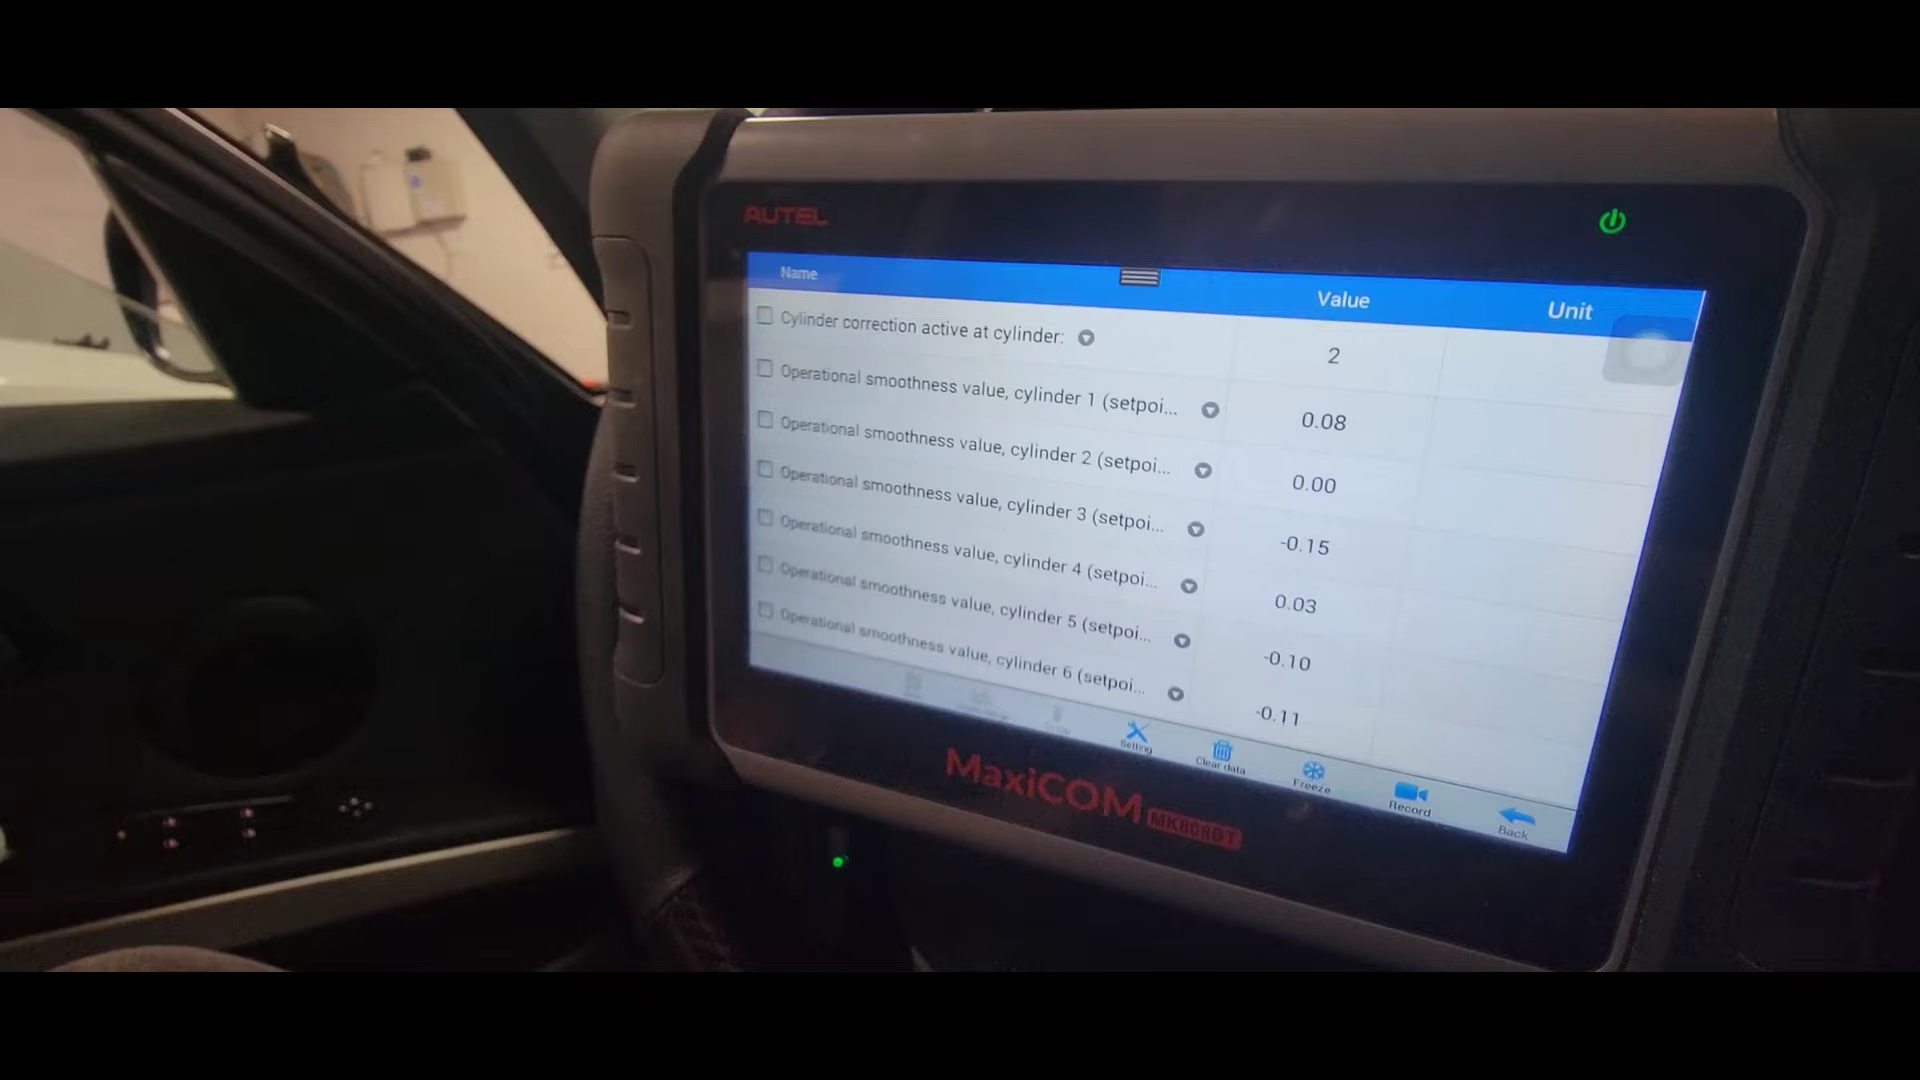 AUTEL
Name Value Unit
Cylinder correction active at cylinder: 2
Operational smoothness value, cylinder 1 (setpoi... 0.08
Operational smoothness value, cylinder 2 (setpoi... 0.00
Operational smoothness value, cylinder 3 (setpoi... -0.15
Operational smoothness value, cylinder 4 (setpoi... 0.03
Operational smoothness value, cylinder 5 (setpoi... -0.10
Operational smoothness value, cylinder 6 (setpoi... -0.11
Setting Clear data Freeze Record Back
MaxiCOM MK808BT